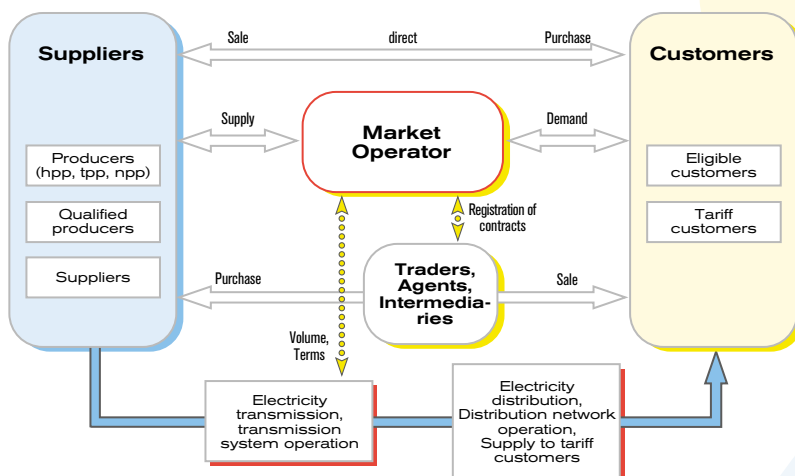 Sale direct Purchase
Suppliers
Customers
Supply
Market
Operator
Demand
Producers
(hpp, tpp, npp)
Eligible
customers
Qualified
producers
Registration of
contracts
Tariff
customers
Suppliers
Purchase
Traders,
Agents,
Intermedia-
ries
Sale
Volume,
Terms
Electricity
transmission,
transmission
system operation
Electricity
distribution,
Distribution network
operation,
Supply to tariff
customers